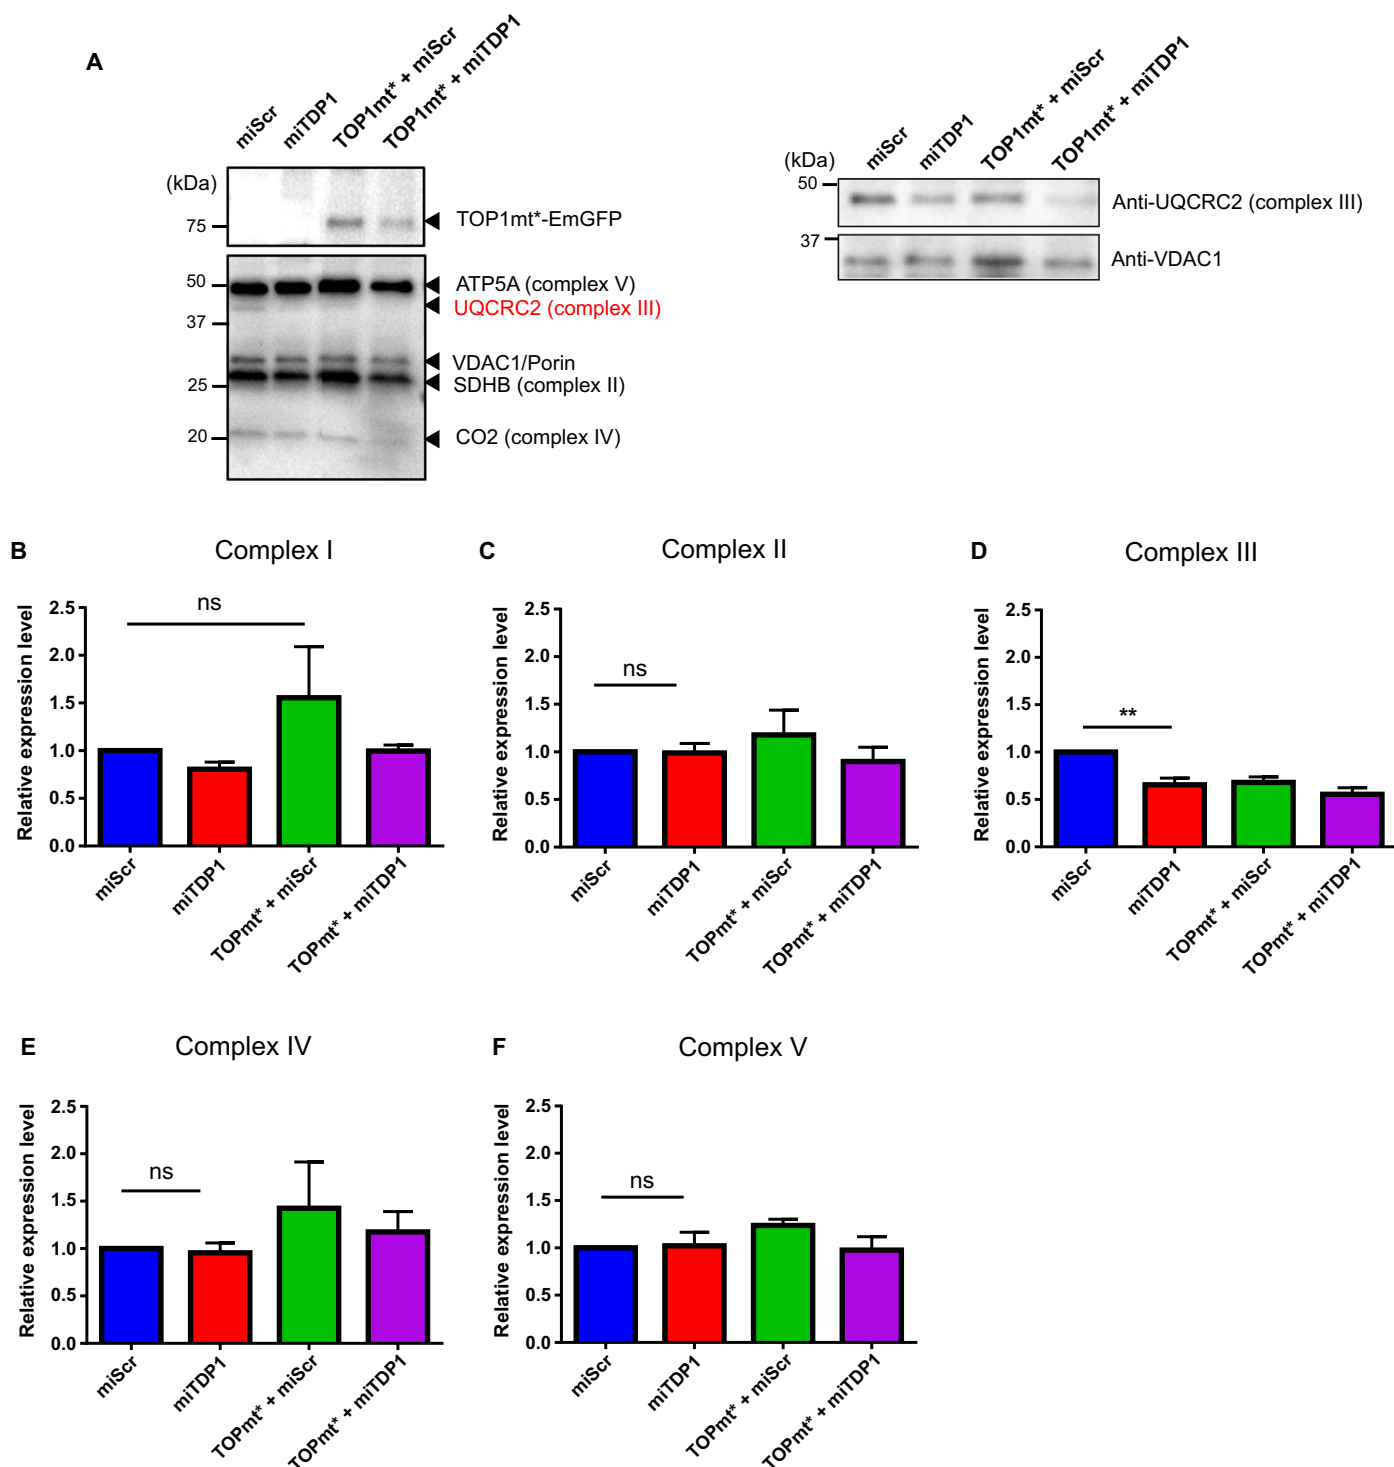 A
miScr
miTDP1
TOP1mt* + miScr
TOP1mt* + miTDP1
(kDa)
75
TOP1mt*-EmGFP
50
37
25
20
ATP5A (complex V)
UQCRC2 (complex III)
VDAC1/Porin
SDHB (complex II)
CO2 (complex IV)
miScr
miTDP1
TOP1mt* + miScr
TOP1mt* + miTDP1
(kDa)
50
Anti-UQCRC2 (complex III)
37
Anti-VDAC1
B
Complex I
Relative expression level
2.5
2.0
1.5
1.0
0.5
0.0
ns
miScr
miTDP1
TOPmt* + miScr
TOPmt* + miTDP1
C
Complex II
Relative expression level
2.5
2.0
1.5
1.0
0.5
0.0
ns
miScr
miTDP1
TOPmt* + miScr
TOPmt* + miTDP1
D
Complex III
Relative expression level
2.5
2.0
1.5
1.0
0.5
0.0
**
miScr
miTDP1
TOPmt* + miScr
TOPmt* + miTDP1
E
Complex IV
Relative expression level
2.5
2.0
1.5
1.0
0.5
0.0
ns
miScr
miTDP1
TOPmt* + miScr
TOPmt* + miTDP1
F
Complex V
Relative expression level
2.5
2.0
1.5
1.0
0.5
0.0
ns
miScr
miTDP1
TOPmt* + miScr
TOPmt* + miTDP1